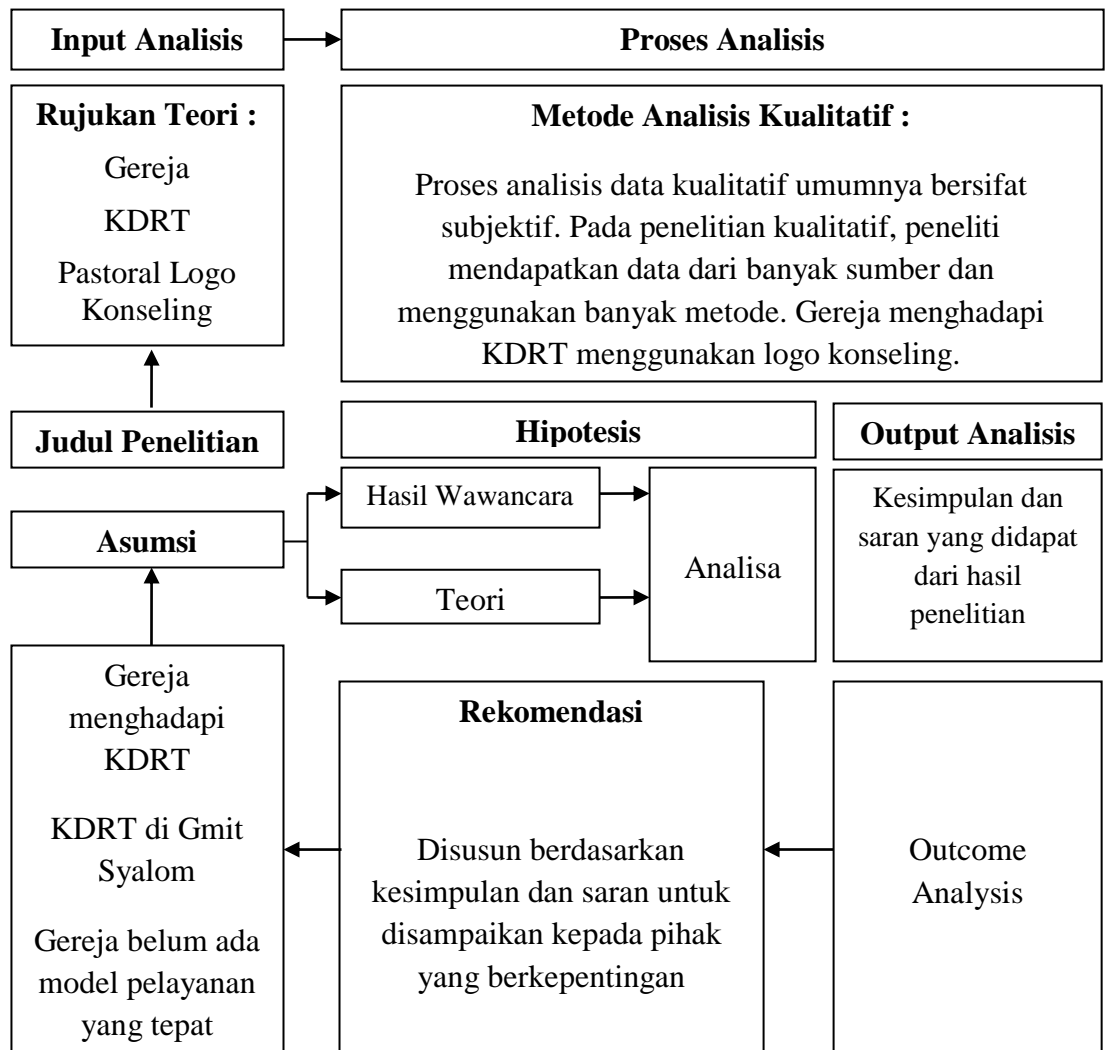 Input Analisis
Proses Analisis
Rujukan Teori :
Gereja
KDRT
Pastoral Logo
Konseling
Metode Analisis Kualitatif :
Proses analisis data kualitatif umumnya bersifat
subjektif. Pada penelitian kualitatif, peneliti
mendapatkan data dari banyak sumber dan
menggunakan banyak metode. Gereja menghadapi
KDRT menggunakan logo konseling.
Judul Penelitian
Hipotesis
Output Analisis
Asumsi
Hasil Wawancara
Teori
Analisa
Kesimpulan dan
saran yang didapat
dari hasil
penelitian
Gereja
menghadapi
KDRT
KDRT di Gmit
Syalom
Gereja belum ada
model pelayanan
yang tepat
Rekomendasi
Disusun berdasarkan
kesimpulan dan saran untuk
disampaikan kepada pihak
yang berkepentingan
Outcome
Analysis